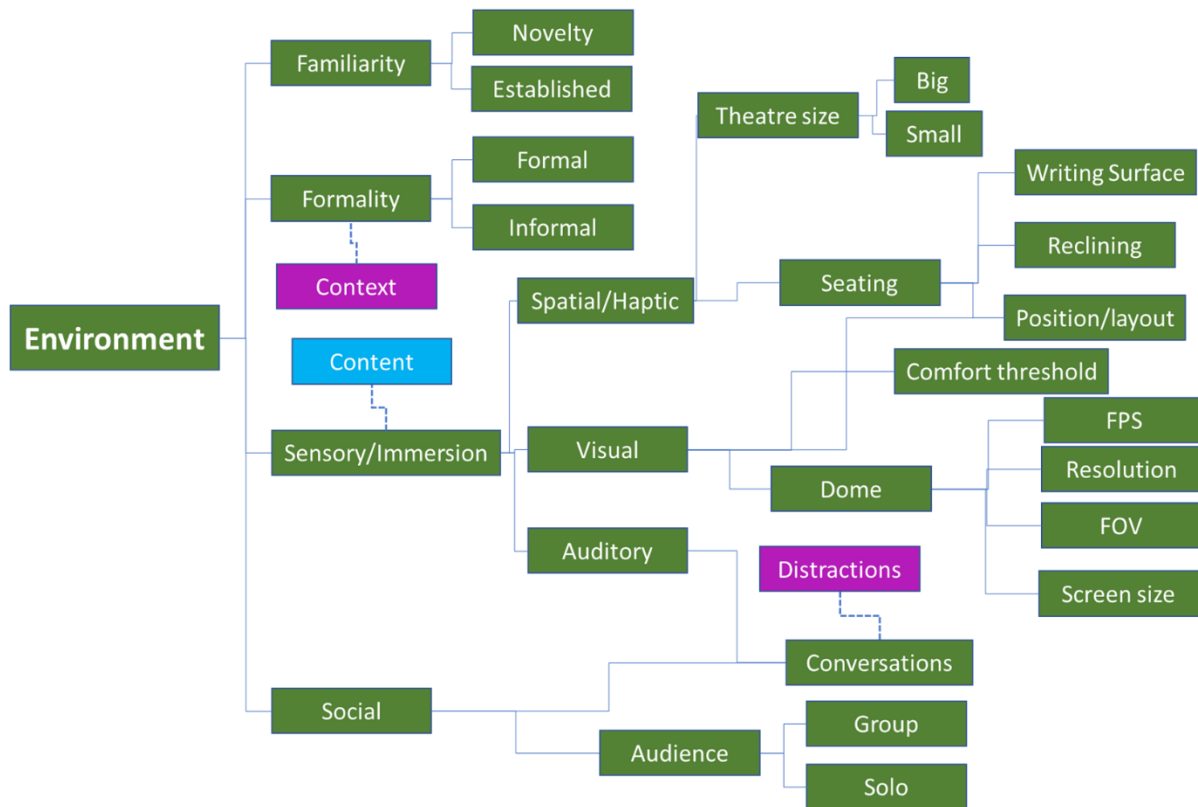 Environment
Familiarity
Novelty
Established
Formality
Formal
Informal
Context
Content
Sensory/Immersion
Spatial/Haptic
Theatre size
Big
Small
Seating
Writing Surface
Reclining
Position/layout
Visual
Comfort threshold
Dome
FPS
Resolution
FOV
Screen size
Auditory
Distractions
Conversations
Social
Audience
Group
Solo